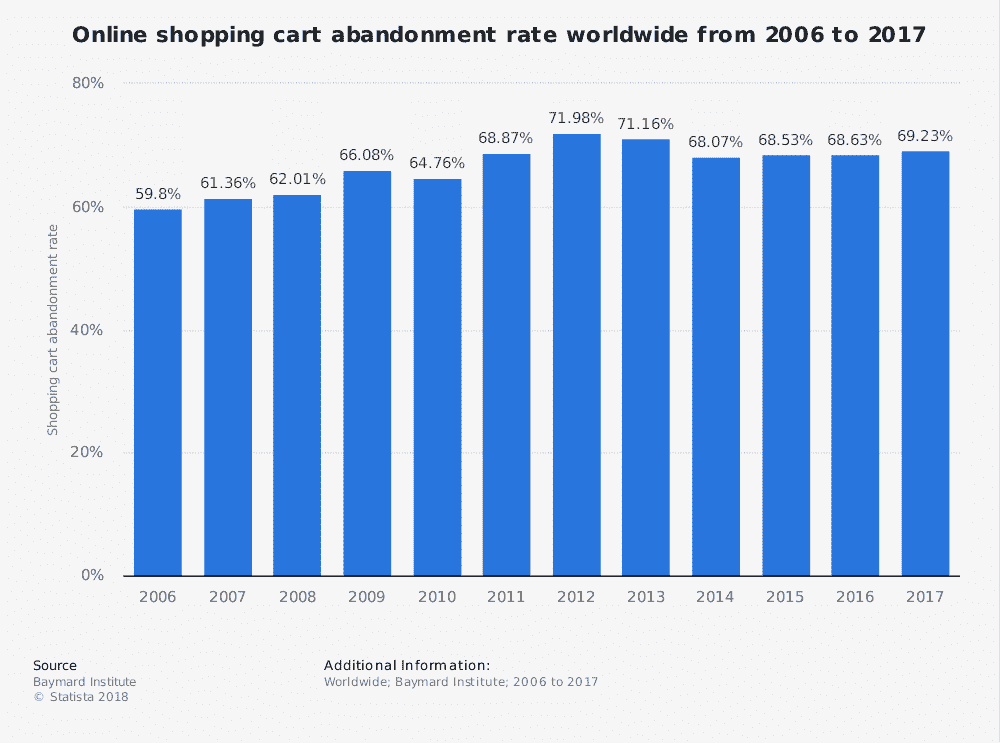 Online shopping cart abandonment rate worldwide from 2006 to 2017
80%
60%
40%
20%
0%
Shopping cart abandonment rate
59.8%
61.36%
62.01%
66.08%
64.76%
68.87%
71.98%
71.16%
68.07%
68.53%
68.63%
69.23%
2006 2007 2008 2009 2010 2011 2012 2013 2014 2015 2016 2017
Source
Baymard Institute
© Statista 2018
Additional Information:
Worldwide; Baymard Institute; 2006 to 2017